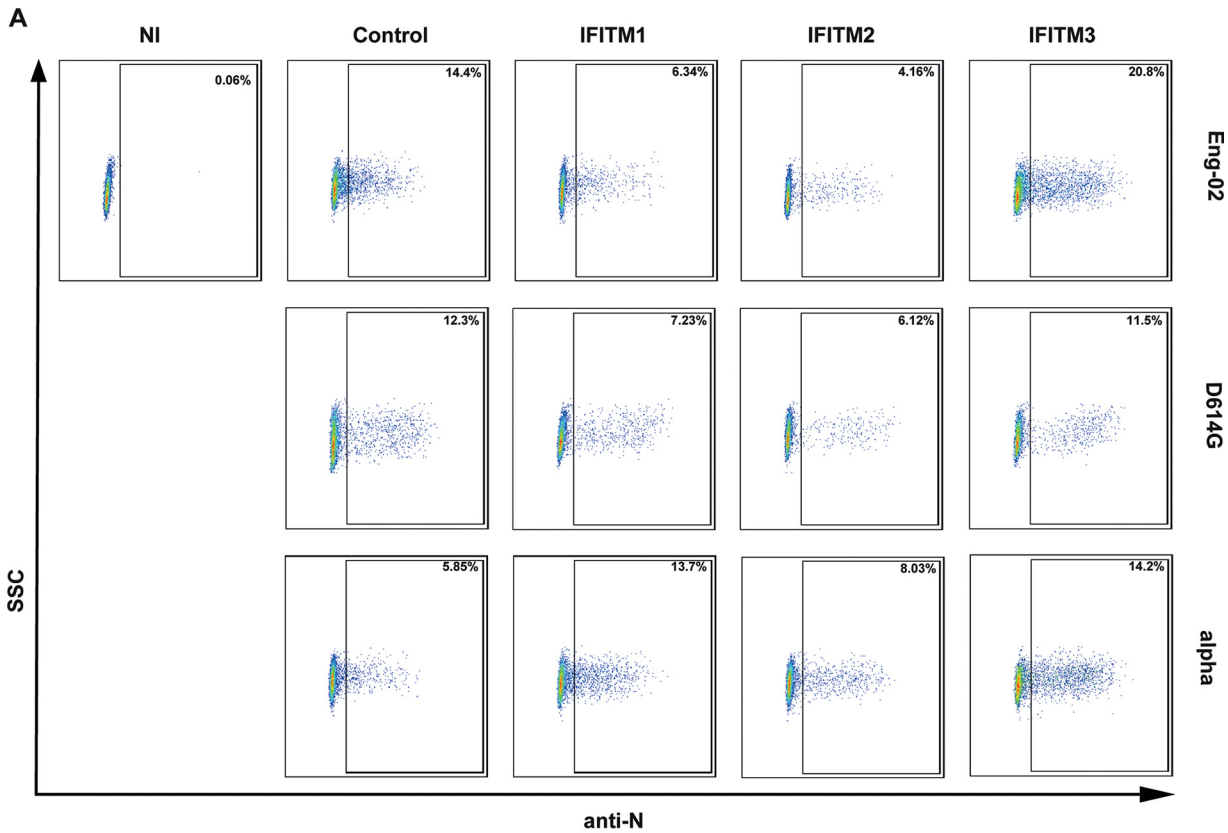 A
NI Control IFITM1 IFITM2 IFITM3
0.06% 14.4% 6.34% 4.16% 20.8%
Eng-02
12.3% 7.23% 6.12% 11.5%
D614G
5.85% 13.7% 8.03% 14.2%
alpha
SSC
anti-N